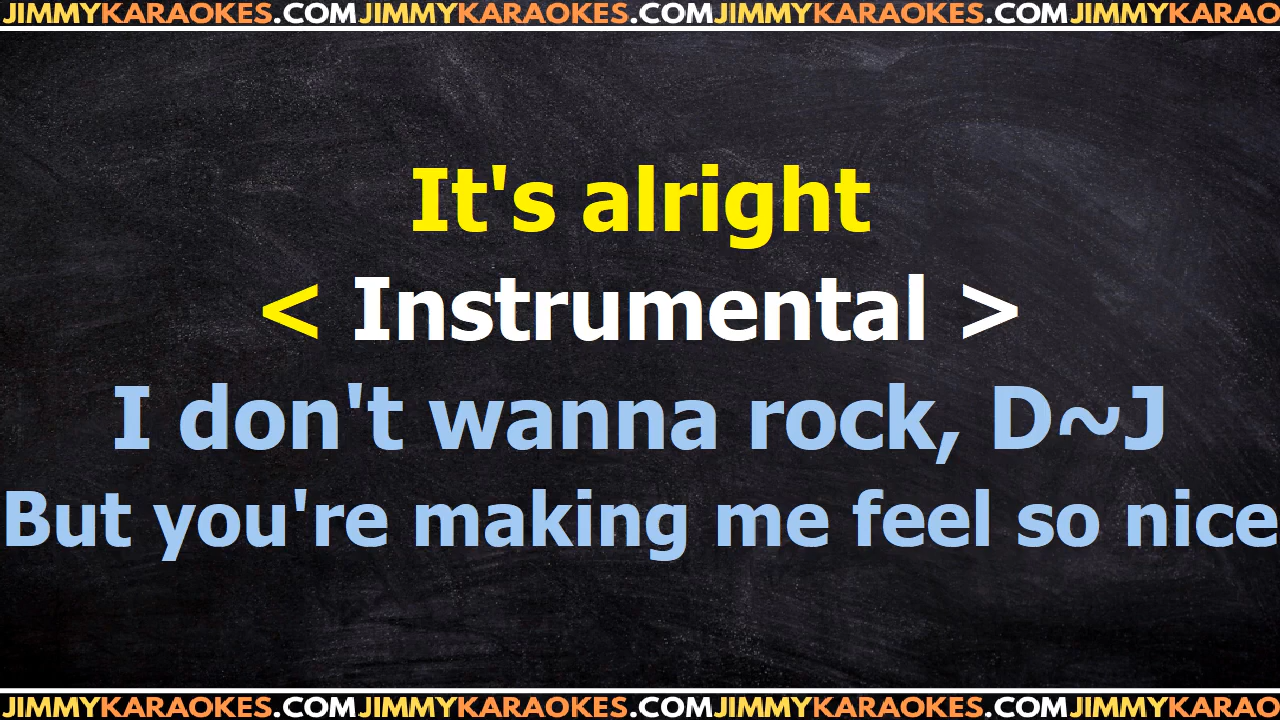 JIMMYKARAOKES.COMJIMMYKARAOKES.COMJIMMYKARAOKES.COMJIMMYKARAO
It's alright
< Instrumental >
I don't wanna rock, D~J
But you're making me feel so nice
JIMMYKARAOKES.COMJIMMYKARAOKES.COMJIMMYKARAOKES.COMJIMMYKARAO